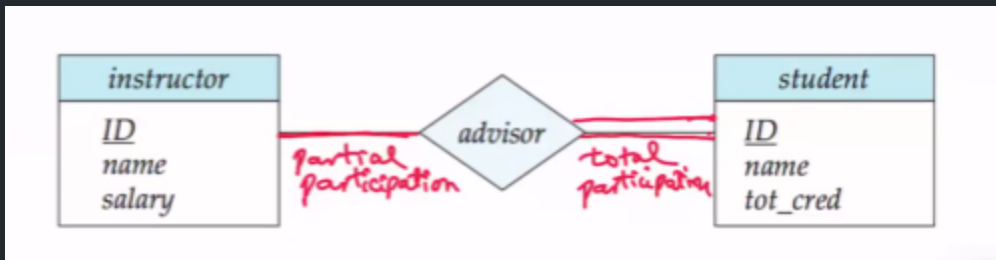 instructor
ID
name
salary
advisor
student
ID
name
tot_cred
partial
participation
total
participation